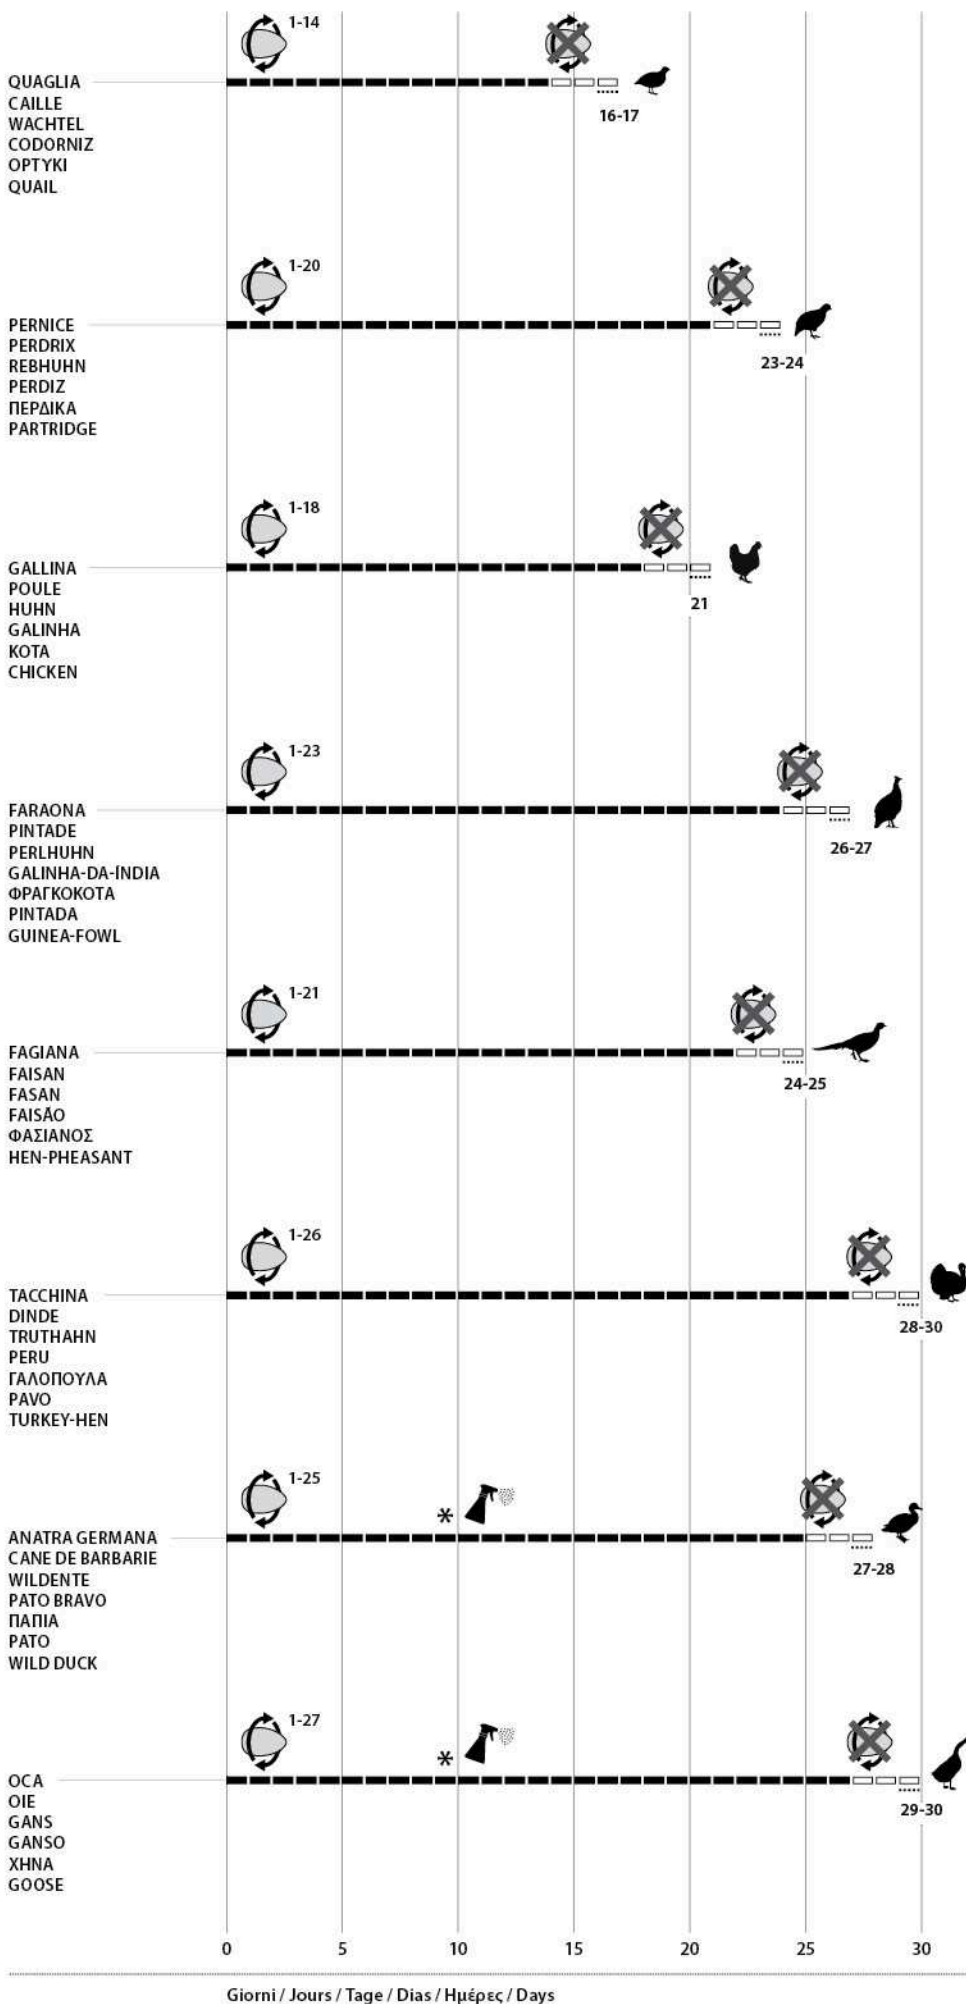 1-14
QUAGLIA
CAILLE
WACHTEL
CODORNIZ
ΟΡΤΥΚΙ
QUAIL
16-17
1-20
PERNICE
PERDRIX
REBHUHN
PERDIZ
ΠΕΡΔΙΚΑ
PARTRIDGE
23-24
1-18
GALLINA
POULE
HUHN
GALINHA
ΚΟΤΑ
CHICKEN
21
1-23
FARAONA
PINTADE
PERLHUHN
GALINHA-DA-ÍNDIA
ΦΡΑΓΚΟΚΟΤΑ
PINTADA
GUINEA-FOWL
26-27
1-21
FAGIANA
FAISAN
FASAN
FAISÃO
ΦΑΣΙΑΝΟΣ
HEN-PHEASANT
24-25
1-26
TACCHINA
DINDE
TRUTHAHN
PERU
ΓΑΛΟΠΟΥΛΑ
PAVO
TURKEY-HEN
28-30
1-25
*
ANATRA GERMANA
CANE DE BARBARIE
WILDENTE
PATO BRAVO
ΠΑΠΙΑ
PATO
WILD DUCK
27-28
1-27
*
OCA
OIE
GANS
GANSO
ΧΗΝΑ
GOOSE
29-30
0 5 10 15 20 25 30
Giorni / Jours / Tage / Dias / Ημέρες / Days